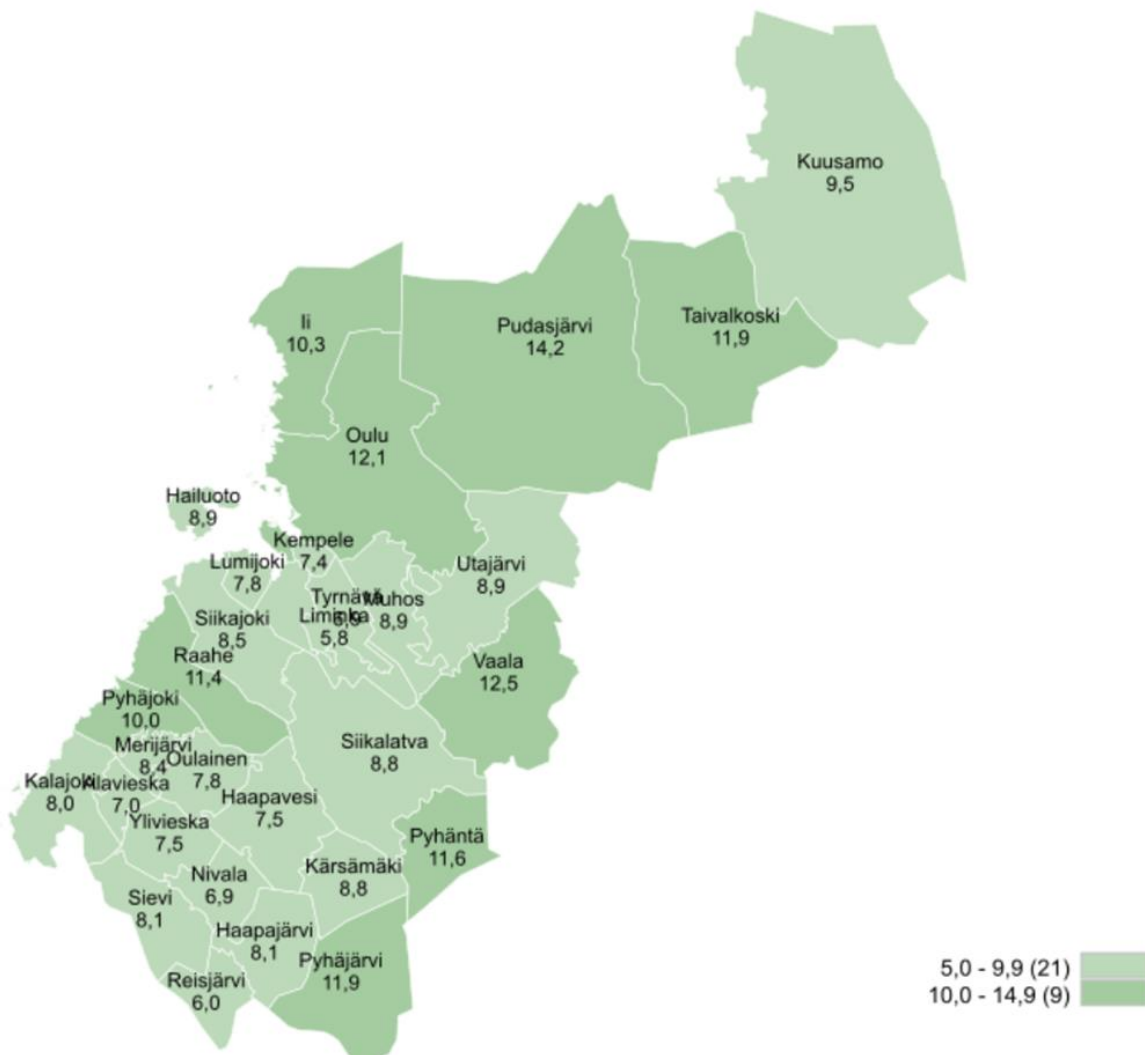 Kuusamo
9,5
Ii
10,3
Pudasjärvi
14,2
Taivalkoski
11,9
Oulu
12,1
Hailuoto
8,9
Kempele
7,4
Lumijoki
7,8
Utajärvi
8,9
Tyrnävä
Muhos
8,9
Liminka
5,8
Siikajoki
8,5
Raahe
11,4
Vaala
12,5
Pyhäjoki
10,0
Merijärvi
8,4
Siikalatva
8,8
Oulainen
7,8
Kalajoki
8,0
Alavieska
7,0
Haapavesi
7,5
Ylivieska
7,5
Pyhäntä
11,6
Nivala
6,9
Kärsämäki
8,8
Sievi
8,1
Haapajärvi
8,1
Pyhäjärvi
11,9
Reisjärvi
6,0
5,0 - 9,9 (21)
10,0 - 14,9 (9)